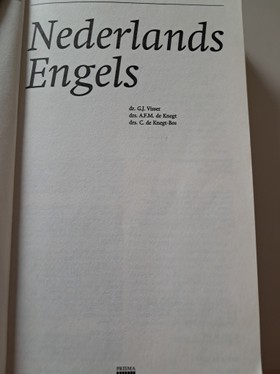 Nederlands
Engels
dr. G.J. Visser
drs. A.F.M. de Knegt
drs. C. de Knegt-Bos
PRISMA